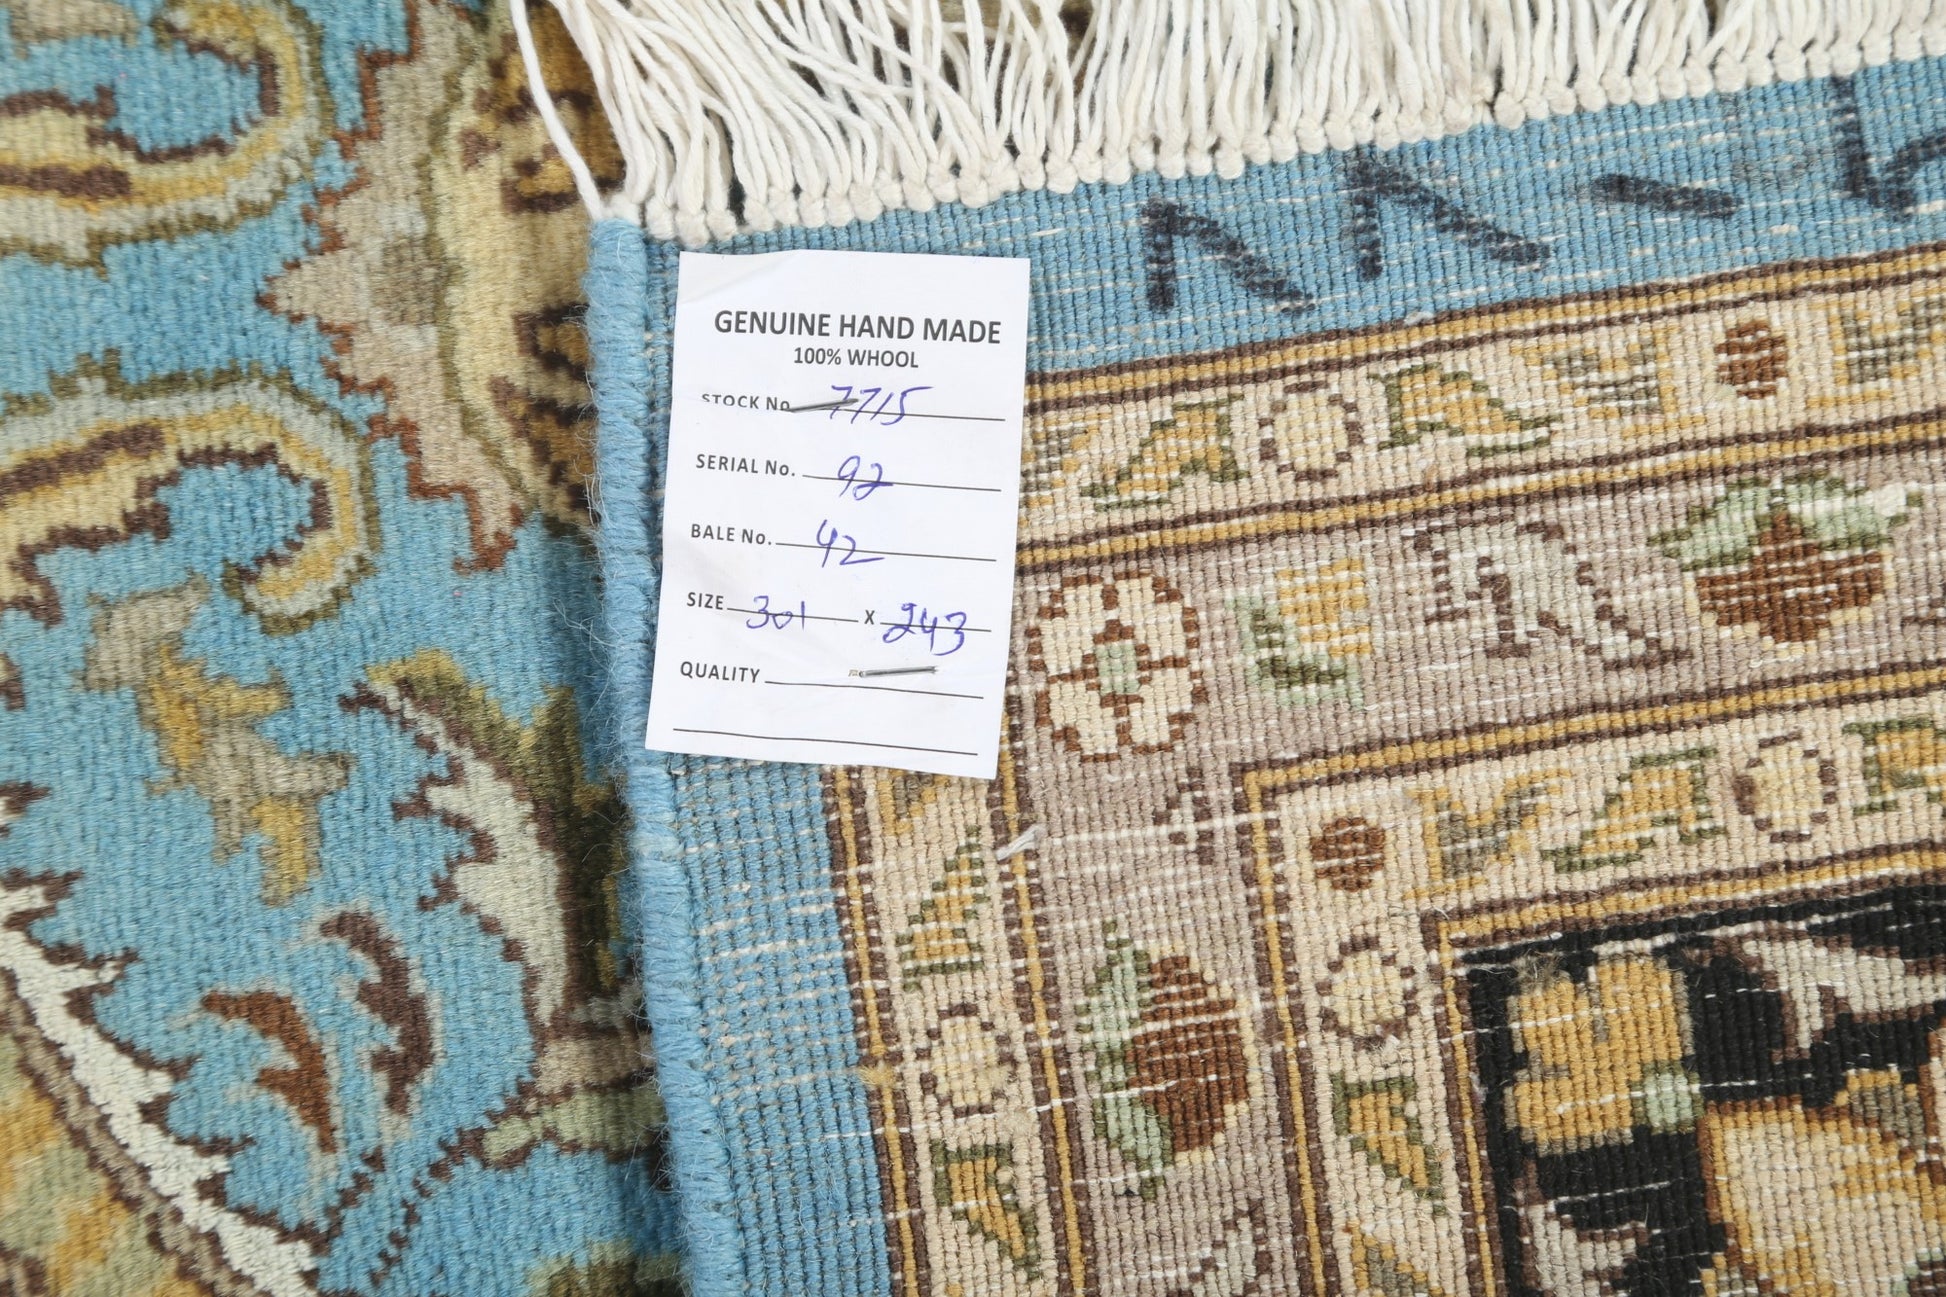 GENUINE HAND MADE
100% WHOOL
STOCK No. 7715
SERIAL No. 92
BALE No. 42
SIZE 301 X 243
QUALITY